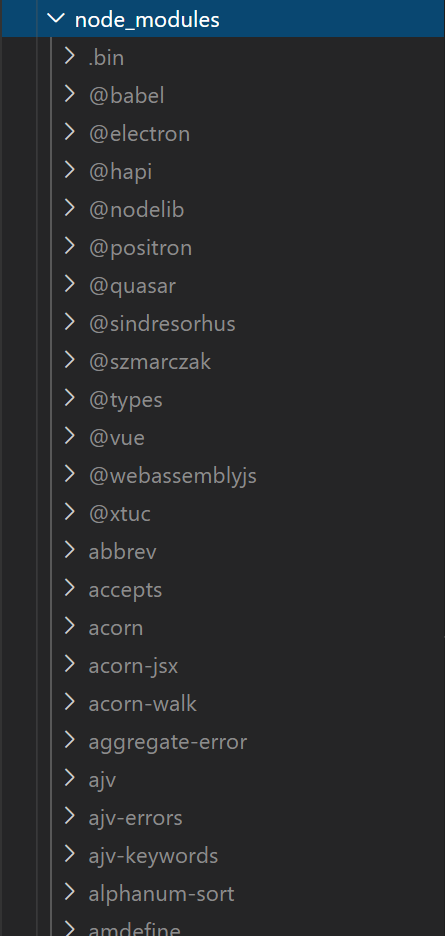 node_modules
.bin
@babel
@electron
@hapi
@nodelib
@positron
@quasar
@sindresorhus
@szmarczak
@types
@vue
@webassemblyjs
@xtuc
abbrev
accepts
acorn
acorn-jsx
acorn-walk
aggregate-error
ajv
ajv-errors
ajv-keywords
alphanum-sort
amdefine